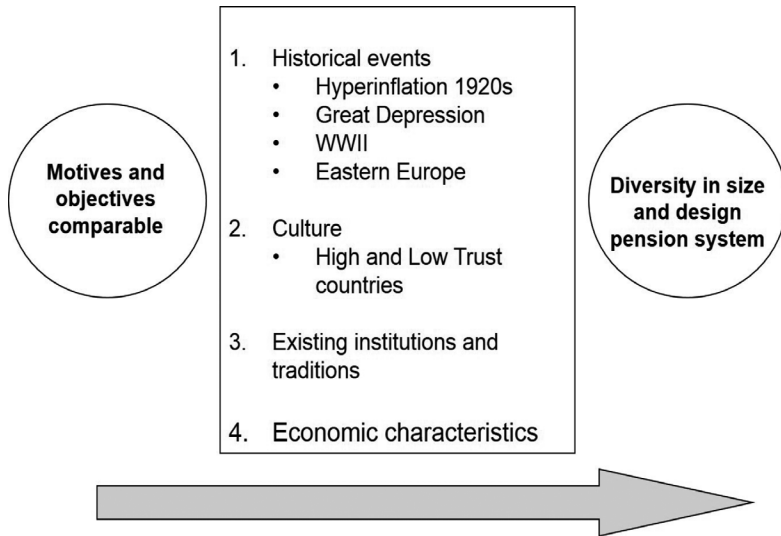 Motives and
objectives
comparable
1. Historical events
• Hyperinflation 1920s
• Great Depression
• WWII
• Eastern Europe
2. Culture
• High and Low Trust
countries
3. Existing institutions and
traditions
4. Economic characteristics
Diversity in size
and design
pension system